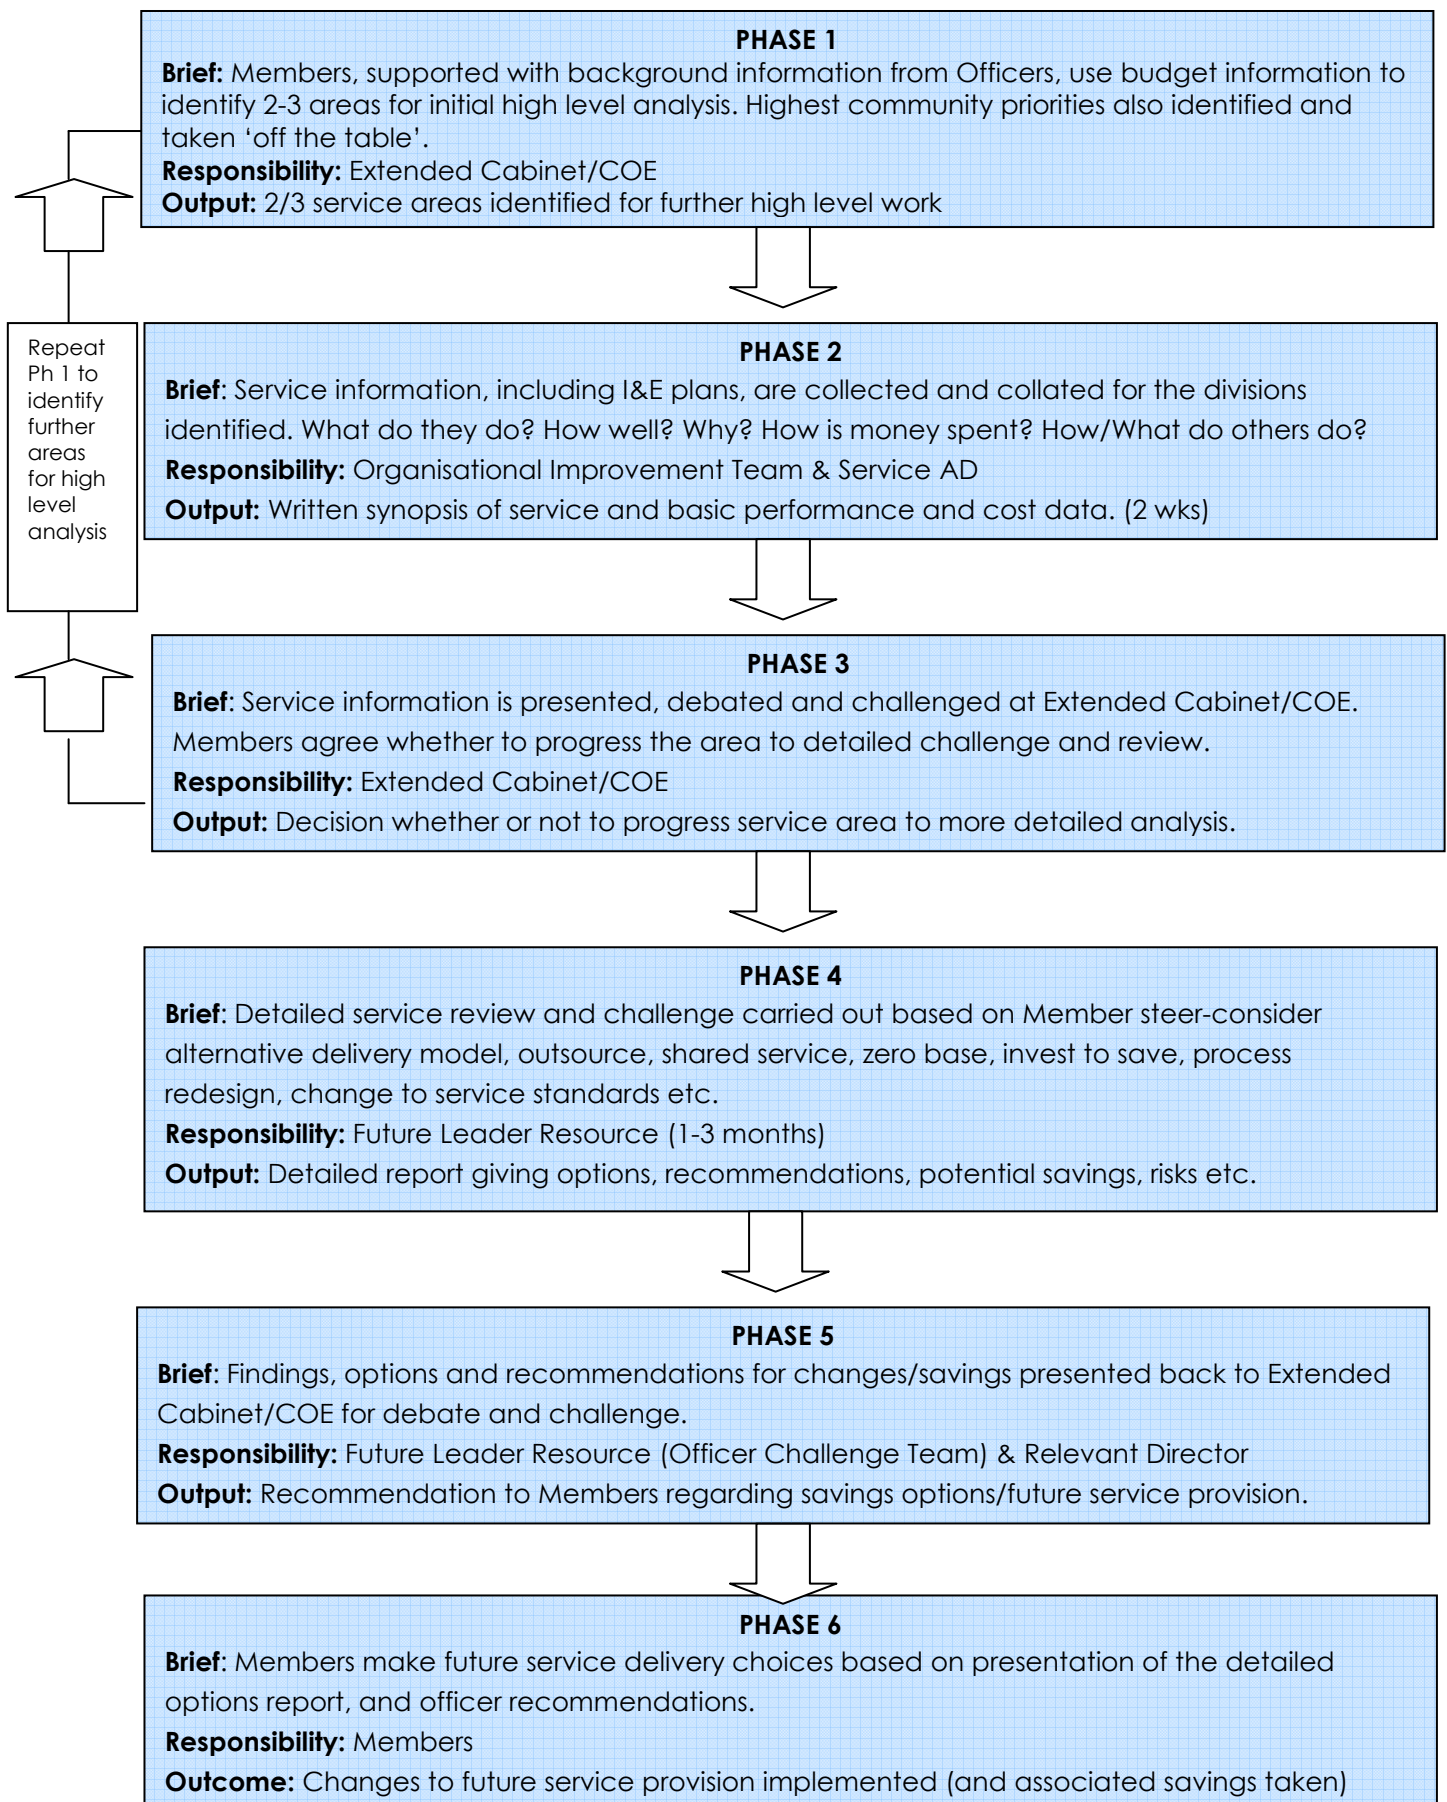 PHASE 1
Brief: Members, supported with background information from Officers, use budget information to
identify 2-3 areas for initial high level analysis. Highest community priorities also identified and
taken ‘off the table’.
Responsibility: Extended Cabinet/COE
Output: 2/3 service areas identified for further high level work
Repeat
Ph 1 to
identify
further
areas
for high
level
analysis
PHASE 2
Brief: Service information, including I&E plans, are collected and collated for the divisions
identified. What do they do? How well? Why? How is money spent? How/What do others do?
Responsibility: Organisational Improvement Team & Service AD
Output: Written synopsis of service and basic performance and cost data. (2 wks)
PHASE 3
Brief: Service information is presented, debated and challenged at Extended Cabinet/COE.
Members agree whether to progress the area to detailed challenge and review.
Responsibility: Extended Cabinet/COE
Output: Decision whether or not to progress service area to more detailed analysis.
PHASE 4
Brief: Detailed service review and challenge carried out based on Member steer-consider
alternative delivery model, outsource, shared service, zero base, invest to save, process
redesign, change to service standards etc.
Responsibility: Future Leader Resource (1-3 months)
Output: Detailed report giving options, recommendations, potential savings, risks etc.
PHASE 5
Brief: Findings, options and recommendations for changes/savings presented back to Extended
Cabinet/COE for debate and challenge.
Responsibility: Future Leader Resource (Officer Challenge Team) & Relevant Director
Output: Recommendation to Members regarding savings options/future service provision.
PHASE 6
Brief: Members make future service delivery choices based on presentation of the detailed
options report, and officer recommendations.
Responsibility: Members
Outcome: Changes to future service provision implemented (and associated savings taken)